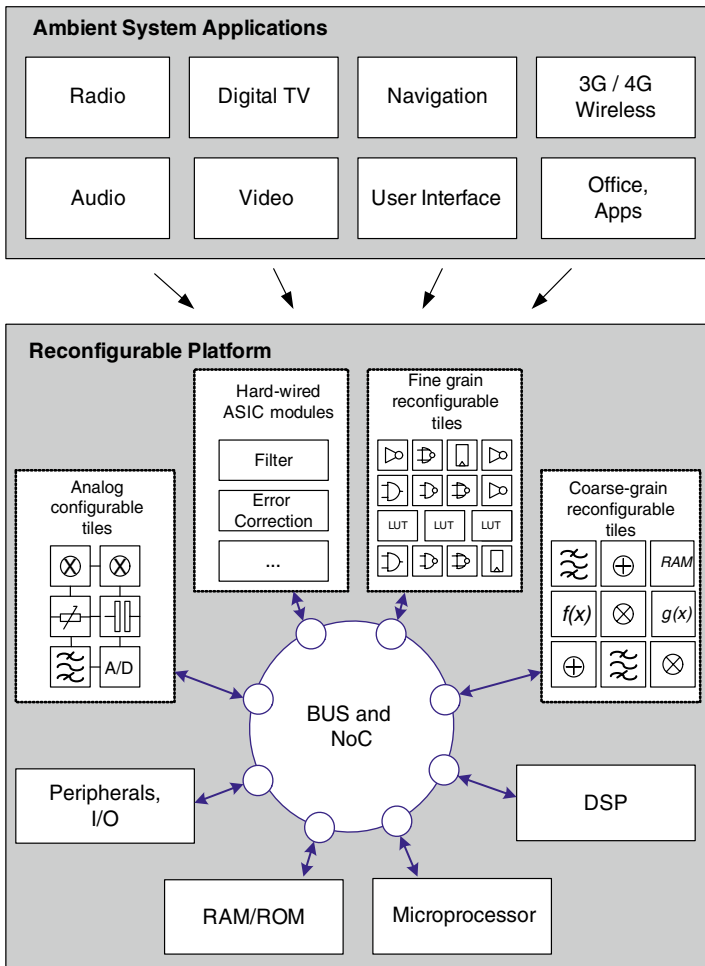 Ambient System Applications
Radio
Digital TV
Navigation
3G / 4G
Wireless
Audio
Video
User Interface
Office,
Apps
Reconfigurable Platform
Hard-wired
ASIC modules
Filter
Error
Correction
...
Fine grain
reconfigurable
tiles
LUT
LUT
LUT
Analog
configurable
tiles
A/D
Coarse-grain
reconfigurable
tiles
RAM
f(x)
g(x)
BUS and
NoC
Peripherals,
I/O
DSP
RAM/ROM
Microprocessor